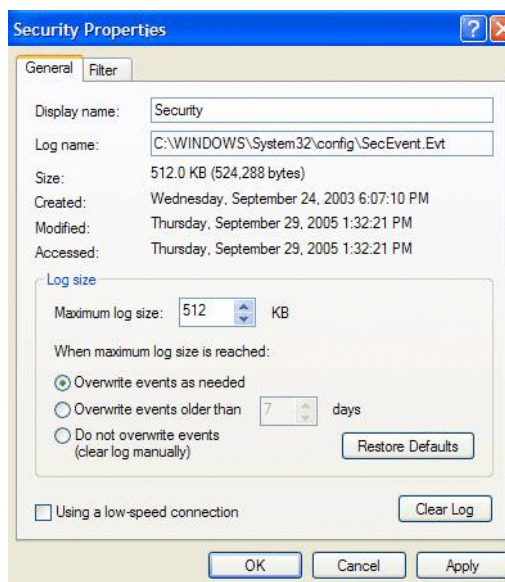 Security Properties
General Filter
Display name: Security
Log name: C:\WINDOWS\System32\config\SecEvent.Evt
Size: 512.0 KB (524,288 bytes)
Created: Wednesday, September 24, 2003 6:07:10 PM
Modified: Thursday, September 29, 2005 1:32:21 PM
Accessed: Thursday, September 29, 2005 1:32:21 PM
Log size
Maximum log size: 512 KB
When maximum log size is reached:
Overwrite events as needed
Overwrite events older than 7 days
Do not overwrite events
(clear log manually)
Restore Defaults
Using a low-speed connection
Clear Log
OK Cancel Apply